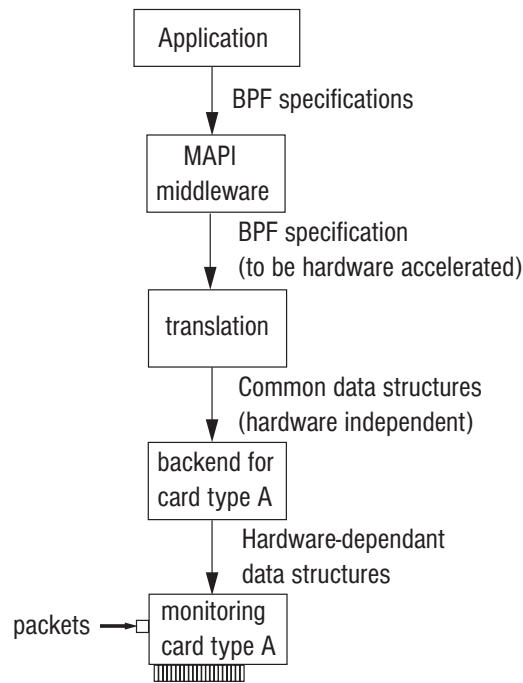 Application
BPF specifications
MAPI
middleware
BPF specification
(to be hardware accelerated)
translation
Common data structures
(hardware independent)
backend for
card type A
Hardware-dependant
data structures
packets
monitoring
card type A